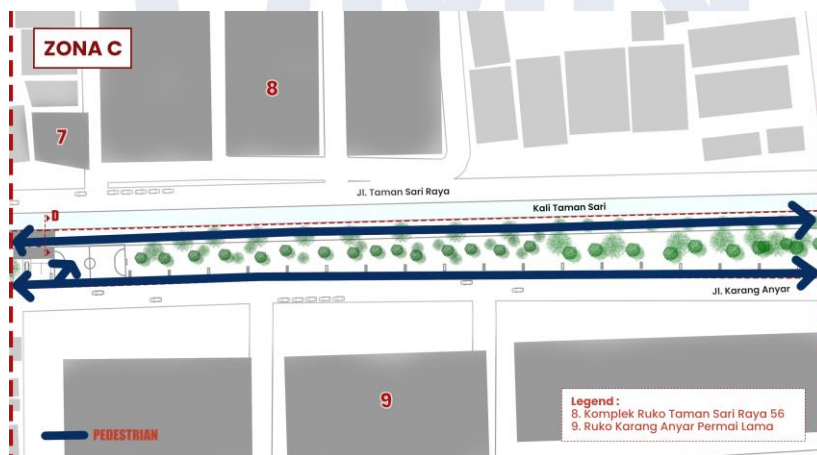 ZONA C
8
7
Jl. Taman Sari Raya
Kali Taman Sari
D
Jl. Karang Anyar
9
Legend :
8. Komplek Ruko Taman Sari Raya 56
9. Ruko Karang Anyar Permai Lama
PEDESTRIAN